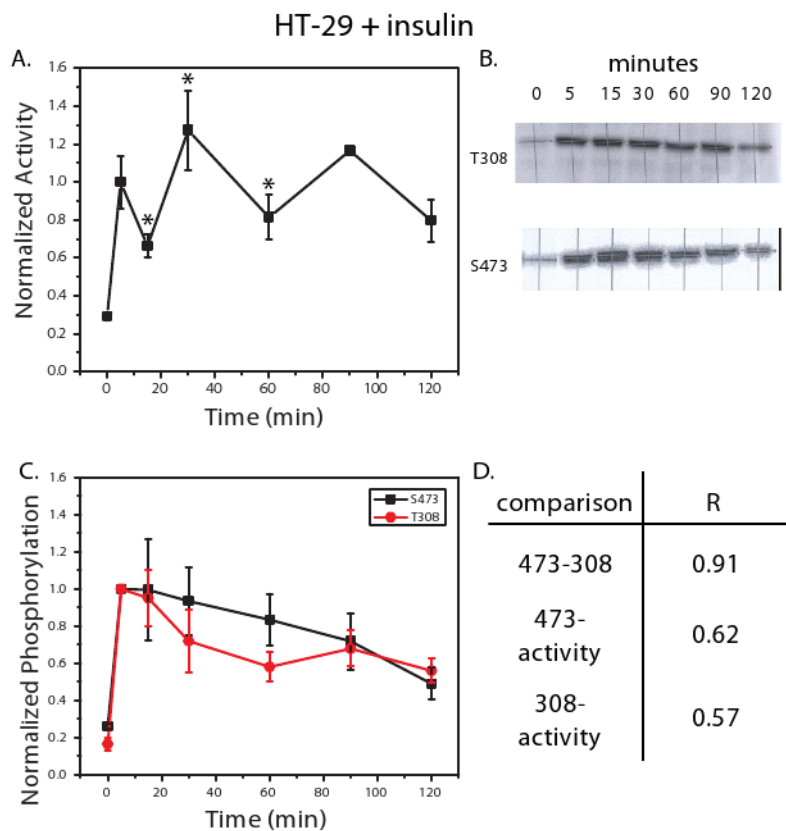 HT-29 + insulin
A.
Normalized Activity
1.6
1.4
1.2
1.0
0.8
0.6
0.4
0.2
0.0
*
*
*
0 20 40 60 80 100 120
Time (min)
B.
minutes
0 5 15 30 60 90 120
T308
S473
C.
Normalized Phosphorylation
1.6
1.4
1.2
1.0
0.8
0.6
0.4
0.2
0.0
S473
T308
0 20 40 60 80 100 120
Time (min)
D.
comparison R
473-308 0.91
473-
activity 0.62
308-
activity 0.57